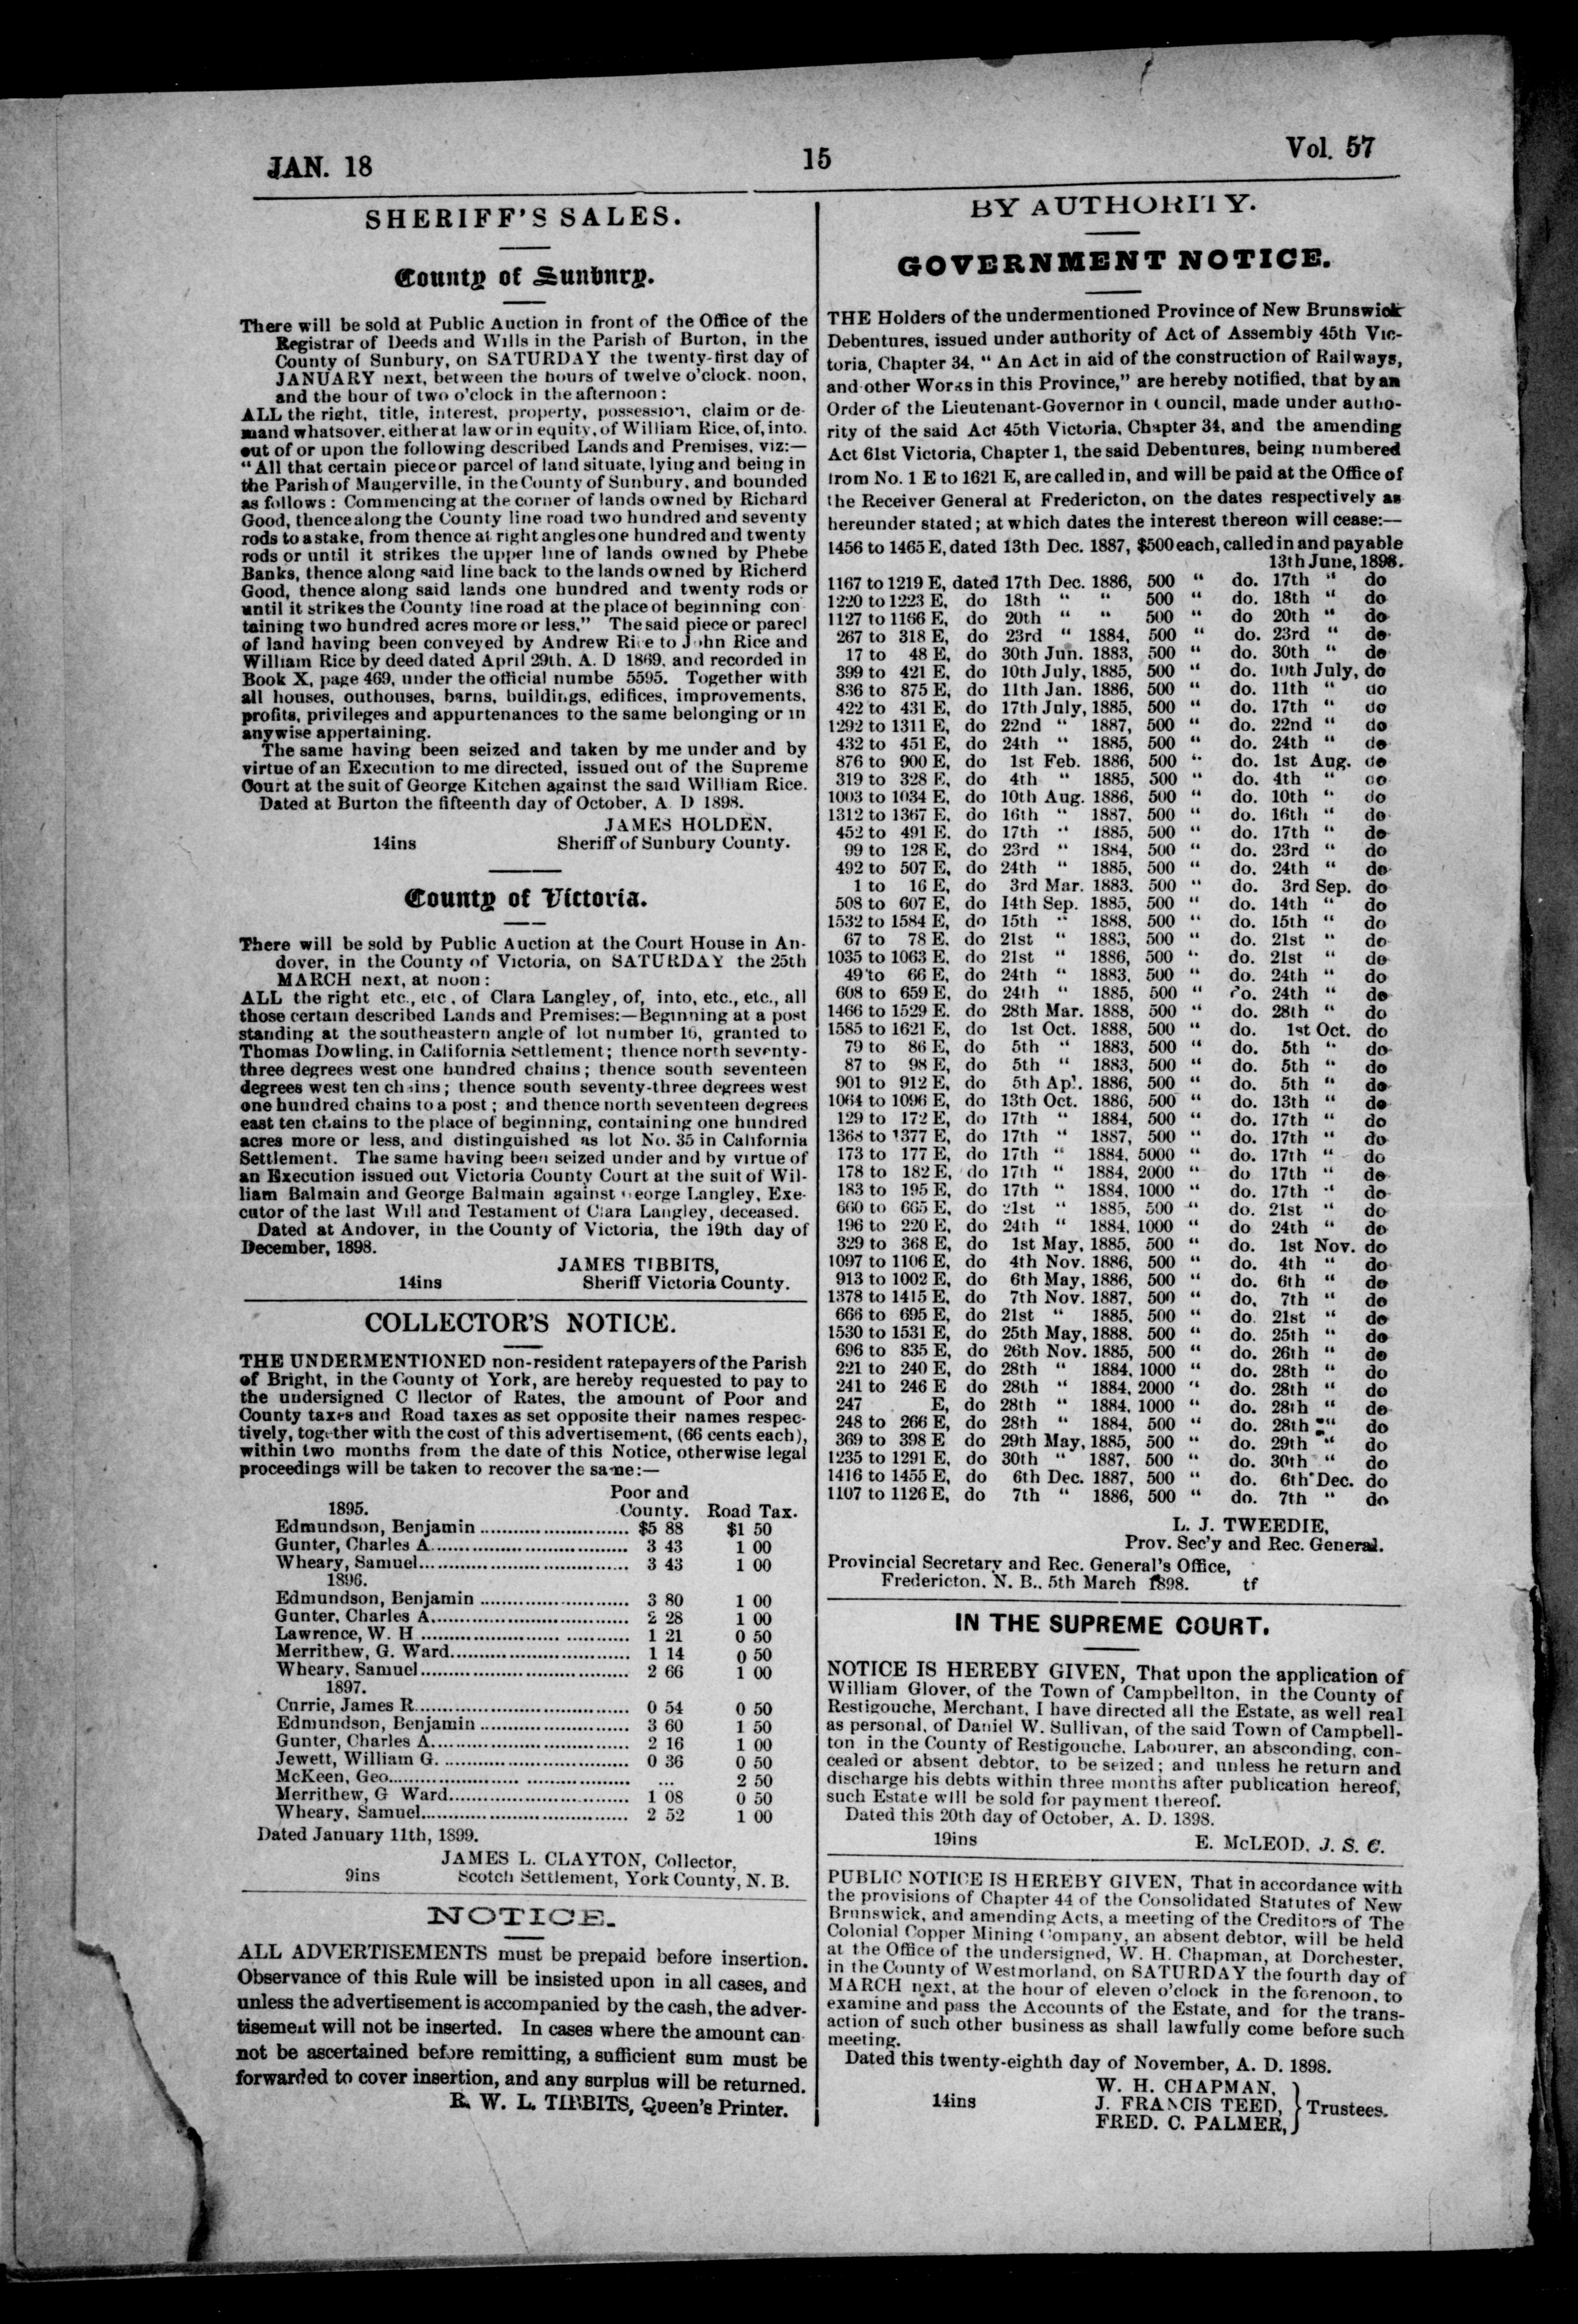 JAN. 18
15
Vol. 57
SHERIFF'S SALES.
County of Sunbury.
There will be sold at Public Auction in front of the Office of the
Registrar of Deeds and Wills in the Parish of Burton, in the
County of Sunbury, on SATURDAY the twenty-first day of
JANUARY next, between the hours of twelve o'clock. noon,
and the hour of two o'clock in the afternoon:
ALL the right, title, interest, property, possession, claim or de-
mand whatsover, either at law or in equity, of William Rice, of, into.
out of or upon the following described Lands and Premises, viz:—
"All that certain piece or parcel of land situate, lying and being in
the Parish of Maugerville, in the County of Sunbury, and bounded
as follows: Commencing at the corner of lands owned by Richard
Good, thence along the County line road two hundred and seventy
rods to a stake, from thence at right angles one hundred and twenty
rods or until it strikes the upper line of lands owned by Phebe
Banks, thence along said line back to the lands owned by Richerd
Good, thence along said lands one hundred and twenty rods or
until it strikes the County line road at the place of beginning con
taining two hundred acres more or less." The said piece or parecl
of land having been conveyed by Andrew Rice to John Rice and
William Rice by deed dated April 29th, A. D 1869. and recorded in
Book X, page 469, under the official numbe 5595. Together with
all houses, outhouses, barns, buildings, edifices, improvements,
profits, privileges and appurtenances to the same belonging or in
anywise appertaining.
The same having been seized and taken by me under and by
virtue of an Execution to me directed, issued out of the Supreme
Court at the suit of George Kitchen against the said William Rice.
Dated at Burton the fifteenth day of October, A. D 1898.
JAMES HOLDEN,
14ins Sheriff of Sunbury County.
County of Victoria.
There will be sold by Public Auction at the Court House in An-
dover, in the County of Victoria, on SATURDAY the 25th
MARCH next, at noon:
ALL the right etc., etc., of Clara Langley, of, into, etc., etc., all
those certain described Lands and Premises:—Beginning at a post
standing at the southeastern angle of lot number 16, granted to
Thomas Dowling, in California Settlement; thence north seventy-
three degrees west one hundred chains; thence south seventeen
degrees west ten chains; thence south seventy-three degrees west
one hundred chains to a post; and thence north seventeen degrees
east ten chains to the place of beginning, containing one hundred
acres more or less, and distinguished as lot No. 35 in California
Settlement. The same having been seized under and by virtue of
an Execution issued out Victoria County Court at the suit of Wil-
liam Balmain and George Balmain against George Langley, Exe-
cutor of the last Will and Testament of Clara Langley, deceased.
Dated at Andover, in the County of Victoria, the 19th day of
December, 1898.
JAMES TIBBITS,
14ins Sheriff Victoria County.
COLLECTOR'S NOTICE.
THE UNDERMENTIONED non-resident ratepayers of the Parish
of Bright, in the County of York, are hereby requested to pay to
the undersigned C llector of Rates, the amount of Poor and
County taxes and Road taxes as set opposite their names respec-
tively, together with the cost of this advertisement, (66 cents each),
within two months from the date of this Notice, otherwise legal
proceedings will be taken to recover the same:—
Poor and
1895. County. Road Tax.
Edmundson, Benjamin .......................... $5 88 $1 50
Gunter, Charles A................................... 3 43 1 00
Wheary, Samuel..................................... 3 43 1 00
1896.
Edmundson, Benjamin .......................... 3 80 1 00
Gunter, Charles A................................... 2 28 1 00
Lawrence, W. H ..................................... 1 21 0 50
Merrithew, G. Ward............................... 1 14 0 50
Wheary, Samuel..................................... 2 66 1 00
1897.
Currie, James R...................................... 0 54 0 50
Edmundson, Benjamin .......................... 3 60 1 50
Gunter, Charles A................................... 2 16 1 00
Jewett, William G. ................................. 0 36 0 50
McKeen, Geo.......................................... ... 2 50
Merrithew, G Ward................................ 1 08 0 50
Wheary, Samuel..................................... 2 52 1 00
Dated January 11th, 1899.
JAMES L. CLAYTON, Collector,
9ins Scotch Settlement, York County, N. B.
NOTICE.
ALL ADVERTISEMENTS must be prepaid before insertion.
Observance of this Rule will be insisted upon in all cases, and
unless the advertisement is accompanied by the cash, the adver-
tisement will not be inserted. In cases where the amount can
not be ascertained before remitting, a sufficient sum must be
forwarded to cover insertion, and any surplus will be returned.
R. W. L. TIBBITS, Queen's Printer.
BY AUTHORITY.
GOVERNMENT NOTICE.
THE Holders of the undermentioned Province of New Brunswick
Debentures, issued under authority of Act of Assembly 45th Vic-
toria, Chapter 34, "An Act in aid of the construction of Railways,
and other Works in this Province," are hereby notified, that by an
Order of the Lieutenant-Governor in Council, made under autho-
rity of the said Act 45th Victoria, Chapter 34, and the amending
Act 61st Victoria, Chapter 1, the said Debentures, being numbered
from No. 1 E to 1621 E, are called in, and will be paid at the Office of
the Receiver General at Fredericton, on the dates respectively as
hereunder stated; at which dates the interest thereon will cease:—
1456 to 1465 E, dated 13th Dec. 1887, $500 each, called in and payable
13th June, 1898.
1167 to 1219 E, dated 17th Dec. 1886, 500 " do. 17th " do
1220 to 1223 E, do 18th " " 500 " do. 18th " do
1127 to 1166 E, do 20th " " 500 " do 20th " do
267 to 318 E, do 23rd " 1884, 500 " do. 23rd " do
17 to 48 E, do 30th Jun. 1883, 500 " do. 30th " do
399 to 421 E, do 10th July, 1885, 500 " do. 10th July, do
836 to 875 E, do 11th Jan. 1886, 500 " do. 11th " do
422 to 431 E, do 17th July, 1885, 500 " do. 17th " do
1292 to 1311 E, do 22nd " 1887, 500 " do. 22nd " do
432 to 451 E, do 24th " 1885, 500 " do. 24th " do
876 to 900 E, do 1st Feb. 1886, 500 " do. 1st Aug. do
319 to 328 E, do 4th " 1885, 500 " do. 4th " do
1003 to 1034 E, do 10th Aug. 1886, 500 " do. 10th " do
1312 to 1367 E, do 16th " 1887, 500 " do. 16th " do
452 to 491 E. do 17th " 1885, 500 " do. 17th " do
99 to 128 E, do 23rd " 1884, 500 " do. 23rd " do
492 to 507 E, do 24th " 1885, 500 " do. 24th " do
1 to 16 E, do 3rd Mar. 1883. 500 " do. 3rd Sep. do
508 to 607 E, do 14th Sep. 1885, 500 " do. 14th " do
1532 to 1584 E, do 15th " 1888, 500 " do. 15th " do
67 to 78 E. do 21st " 1883, 500 " do. 21st " do
1035 to 1063 E. do 21st " 1886, 500 " do. 21st " do
49 to 66 E, do 24th " 1883, 500 " do. 24th " do
608 to 659 E, do 24th " 1885, 500 " do. 24th " do
1466 to 1529 E. do 28th Mar. 1888, 500 " do. 28th " do
1585 to 1621 E, do 1st Oct. 1888, 500 " do. 1st Oct. do
79 to 86 E, do 5th " 1883, 500 " do. 5th " do
87 to 98 E, do 5th " 1883, 500 " do. 5th " do
901 to 912 E, do 5th Apl. 1886, 500 " do. 5th " do
1064 to 1096 E, do 13th Oct. 1886, 500 " do. 13th " do
129 to 172 E, do 17th " 1884, 500 " do. 17th " do
1368 to 1377 E, do 17th " 1887, 500 " do. 17th " do
173 to 177 E, do 17th " 1884, 5000 " do. 17th " do
178 to 182 E, do 17th " 1884, 2000 " do 17th " do
183 to 195 E, do 17th " 1884, 1000 " do. 17th " do
660 to 665 E, do 21st " 1885, 500 " do. 21st " do
196 to 220 E, do 24th " 1884, 1000 " do 24th " do
329 to 368 E, do 1st May, 1885, 500 " do. 1st Nov. do
1097 to 1106 E, do 4th Nov. 1886, 500 " do. 4th " do
913 to 1002 E, do 6th May, 1886, 500 " do. 6th " do
1378 to 1415 E, do 7th Nov. 1887, 500 " do. 7th " do
666 to 695 E, do 21st " 1885, 500 " do. 21st " do
1530 to 1531 E, do 25th May, 1888. 500 " do. 25th " do
696 to 835 E, do 26th Nov. 1885, 500 " do. 26th " do
221 to 240 E, do 28th " 1884, 1000 " do. 28th " do
241 to 246 E do 28th " 1884, 2000 " do. 28th " do
247 E, do 28th " 1884, 1000 " do. 28th " do
248 to 266 E, do 28th " 1884, 500 " do. 28th " do
369 to 398 E do 29th May, 1885, 500 " do. 29th " do
1235 to 1291 E, do 30th " 1887, 500 " do. 30th " do
1416 to 1455 E, do 6th Dec. 1887, 500 " do. 6th Dec. do
1107 to 1126 E, do 7th " 1886, 500 " do. 7th " do
L. J. TWEEDIE,
Prov. Sec'y and Rec. General.
Provincial Secretary and Rec. General's Office,
Fredericton. N. B., 5th March 1898. tf
IN THE SUPREME COURT.
NOTICE IS HEREBY GIVEN, That upon the application of
William Glover, of the Town of Campbellton, in the County of
Restigouche, Merchant, I have directed all the Estate, as well real
as personal, of Daniel W. Sullivan, of the said Town of Campbell-
ton in the County of Restigouche, Labourer, an absconding, con-
cealed or absent debtor, to be seized; and unless he return and
discharge his debts within three months after publication hereof,
such Estate will be sold for payment thereof.
Dated this 20th day of October, A. D. 1898.
19ins E. McLEOD, J. S. C.
PUBLIC NOTICE IS HEREBY GIVEN, That in accordance with
the provisions of Chapter 44 of the Consolidated Statutes of New
Brunswick, and amending Acts, a meeting of the Creditors of The
Colonial Copper Mining Company, an absent debtor, will be held
at the Office of the undersigned, W. H. Chapman, at Dorchester,
in the County of Westmorland, on SATURDAY the fourth day of
MARCH next, at the hour of eleven o'clock in the forenoon, to
examine and pass the Accounts of the Estate, and for the trans-
action of such other business as shall lawfully come before such
meeting.
Dated this twenty-eighth day of November, A. D. 1898.
W. H. CHAPMAN,
14ins J. FRANCIS TEED, Trustees.
FRED. C. PALMER,